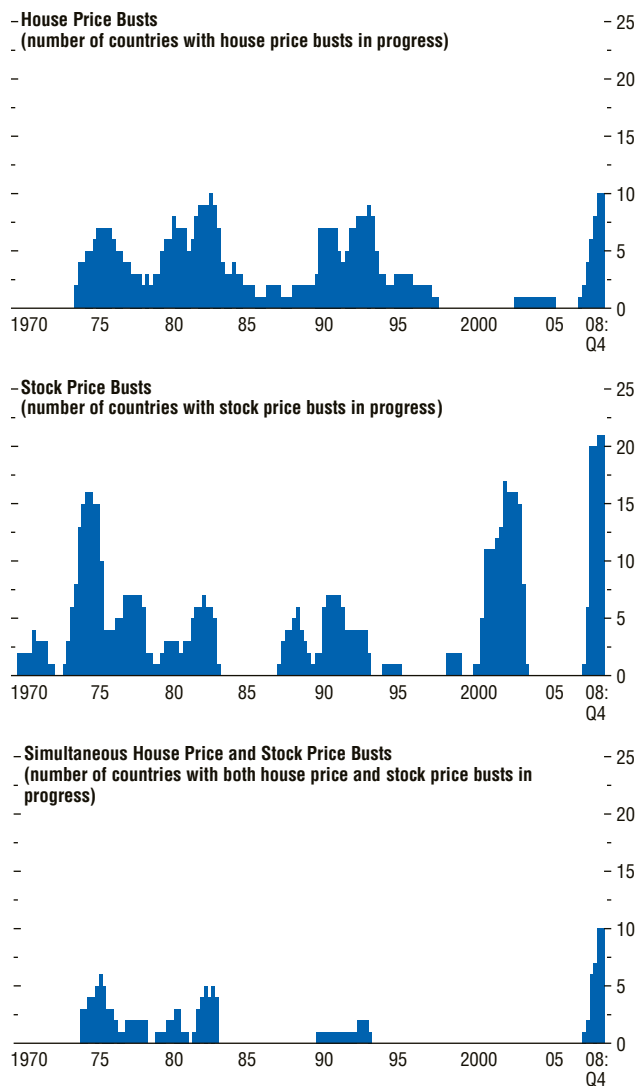 House Price Busts
(number of countries with house price busts in progress)
25
20
15
10
5
0
1970 75 80 85 90 95 2000 05 08:
Q4
Stock Price Busts
(number of countries with stock price busts in progress)
25
20
15
10
5
0
1970 75 80 85 90 95 2000 05 08:
Q4
Simultaneous House Price and Stock Price Busts
(number of countries with both house price and stock price busts in
progress)
25
20
15
10
5
0
1970 75 80 85 90 95 2000 05 08:
Q4